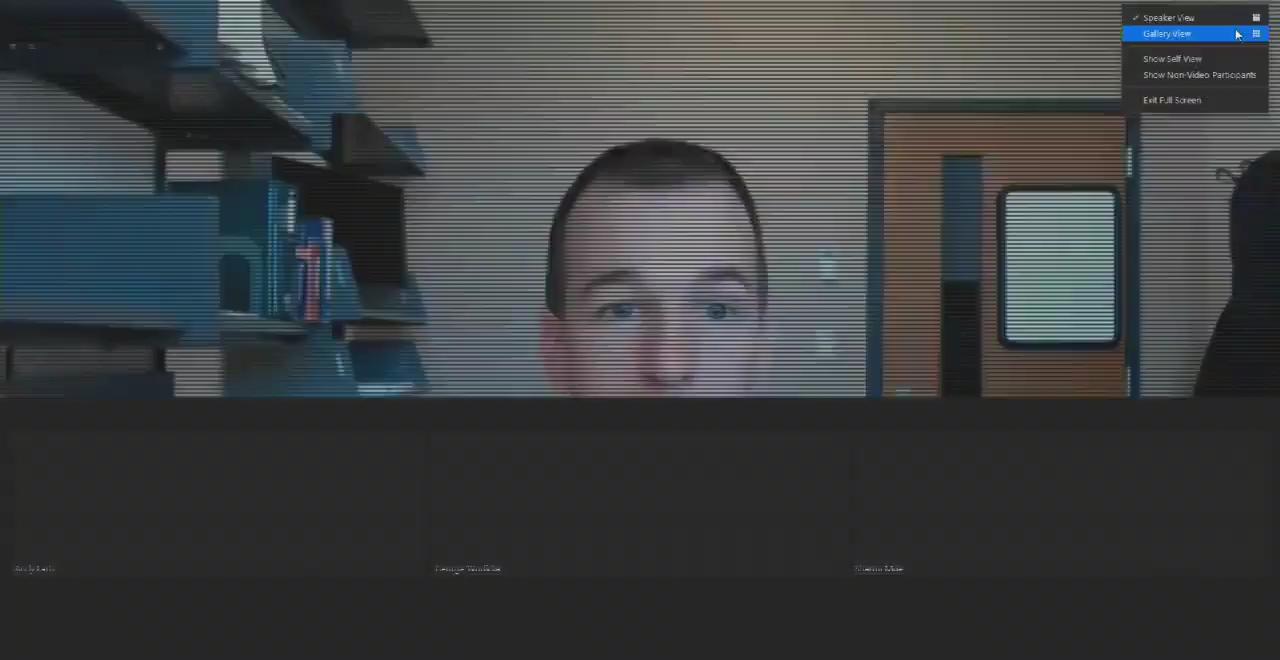 ✓ Speaker View
Gallery View
Show Self View
Show Non-Video Participants
Exit Full Screen